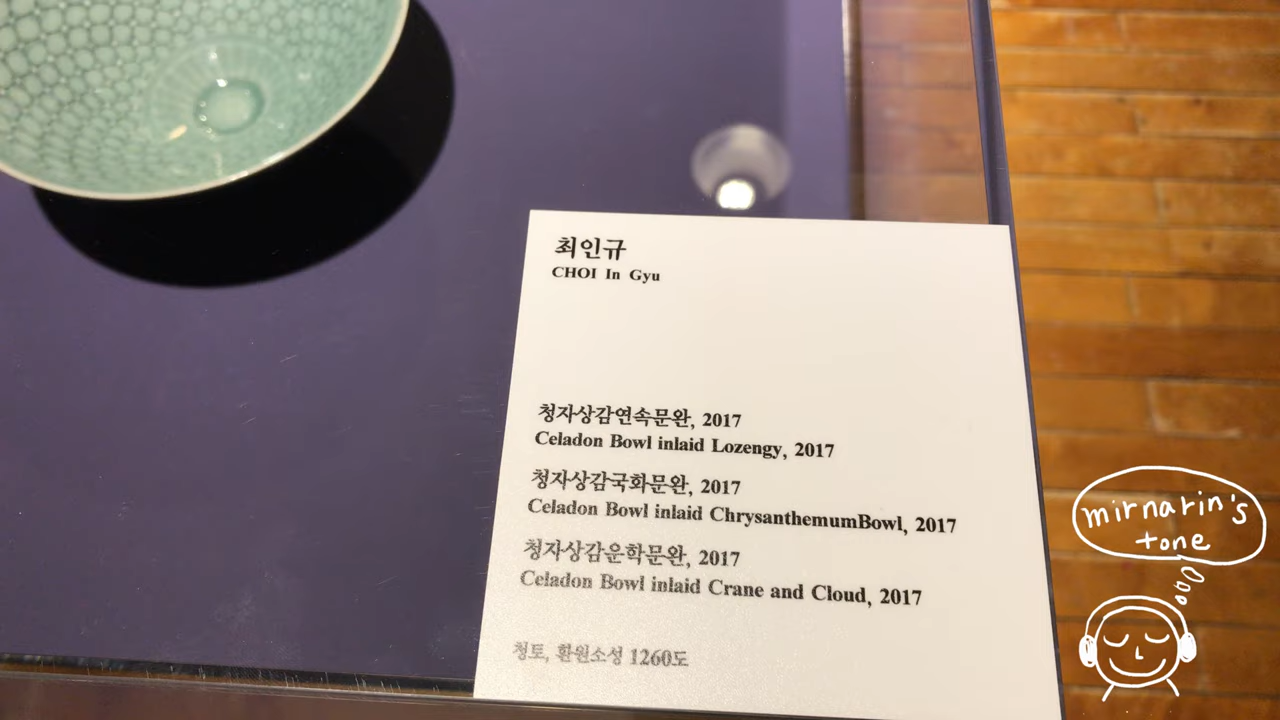 최인규
CHOI In Gyu
청자상감연속문완, 2017
Celadon Bowl inlaid Lozengy, 2017
청자상감국화문완, 2017
Celadon Bowl inlaid ChrysanthemumBowl, 2017
청자상감운학문완, 2017
Celadon Bowl inlaid Crane and Cloud, 2017
청토, 환원소성 1260도
mirnarin's
tone